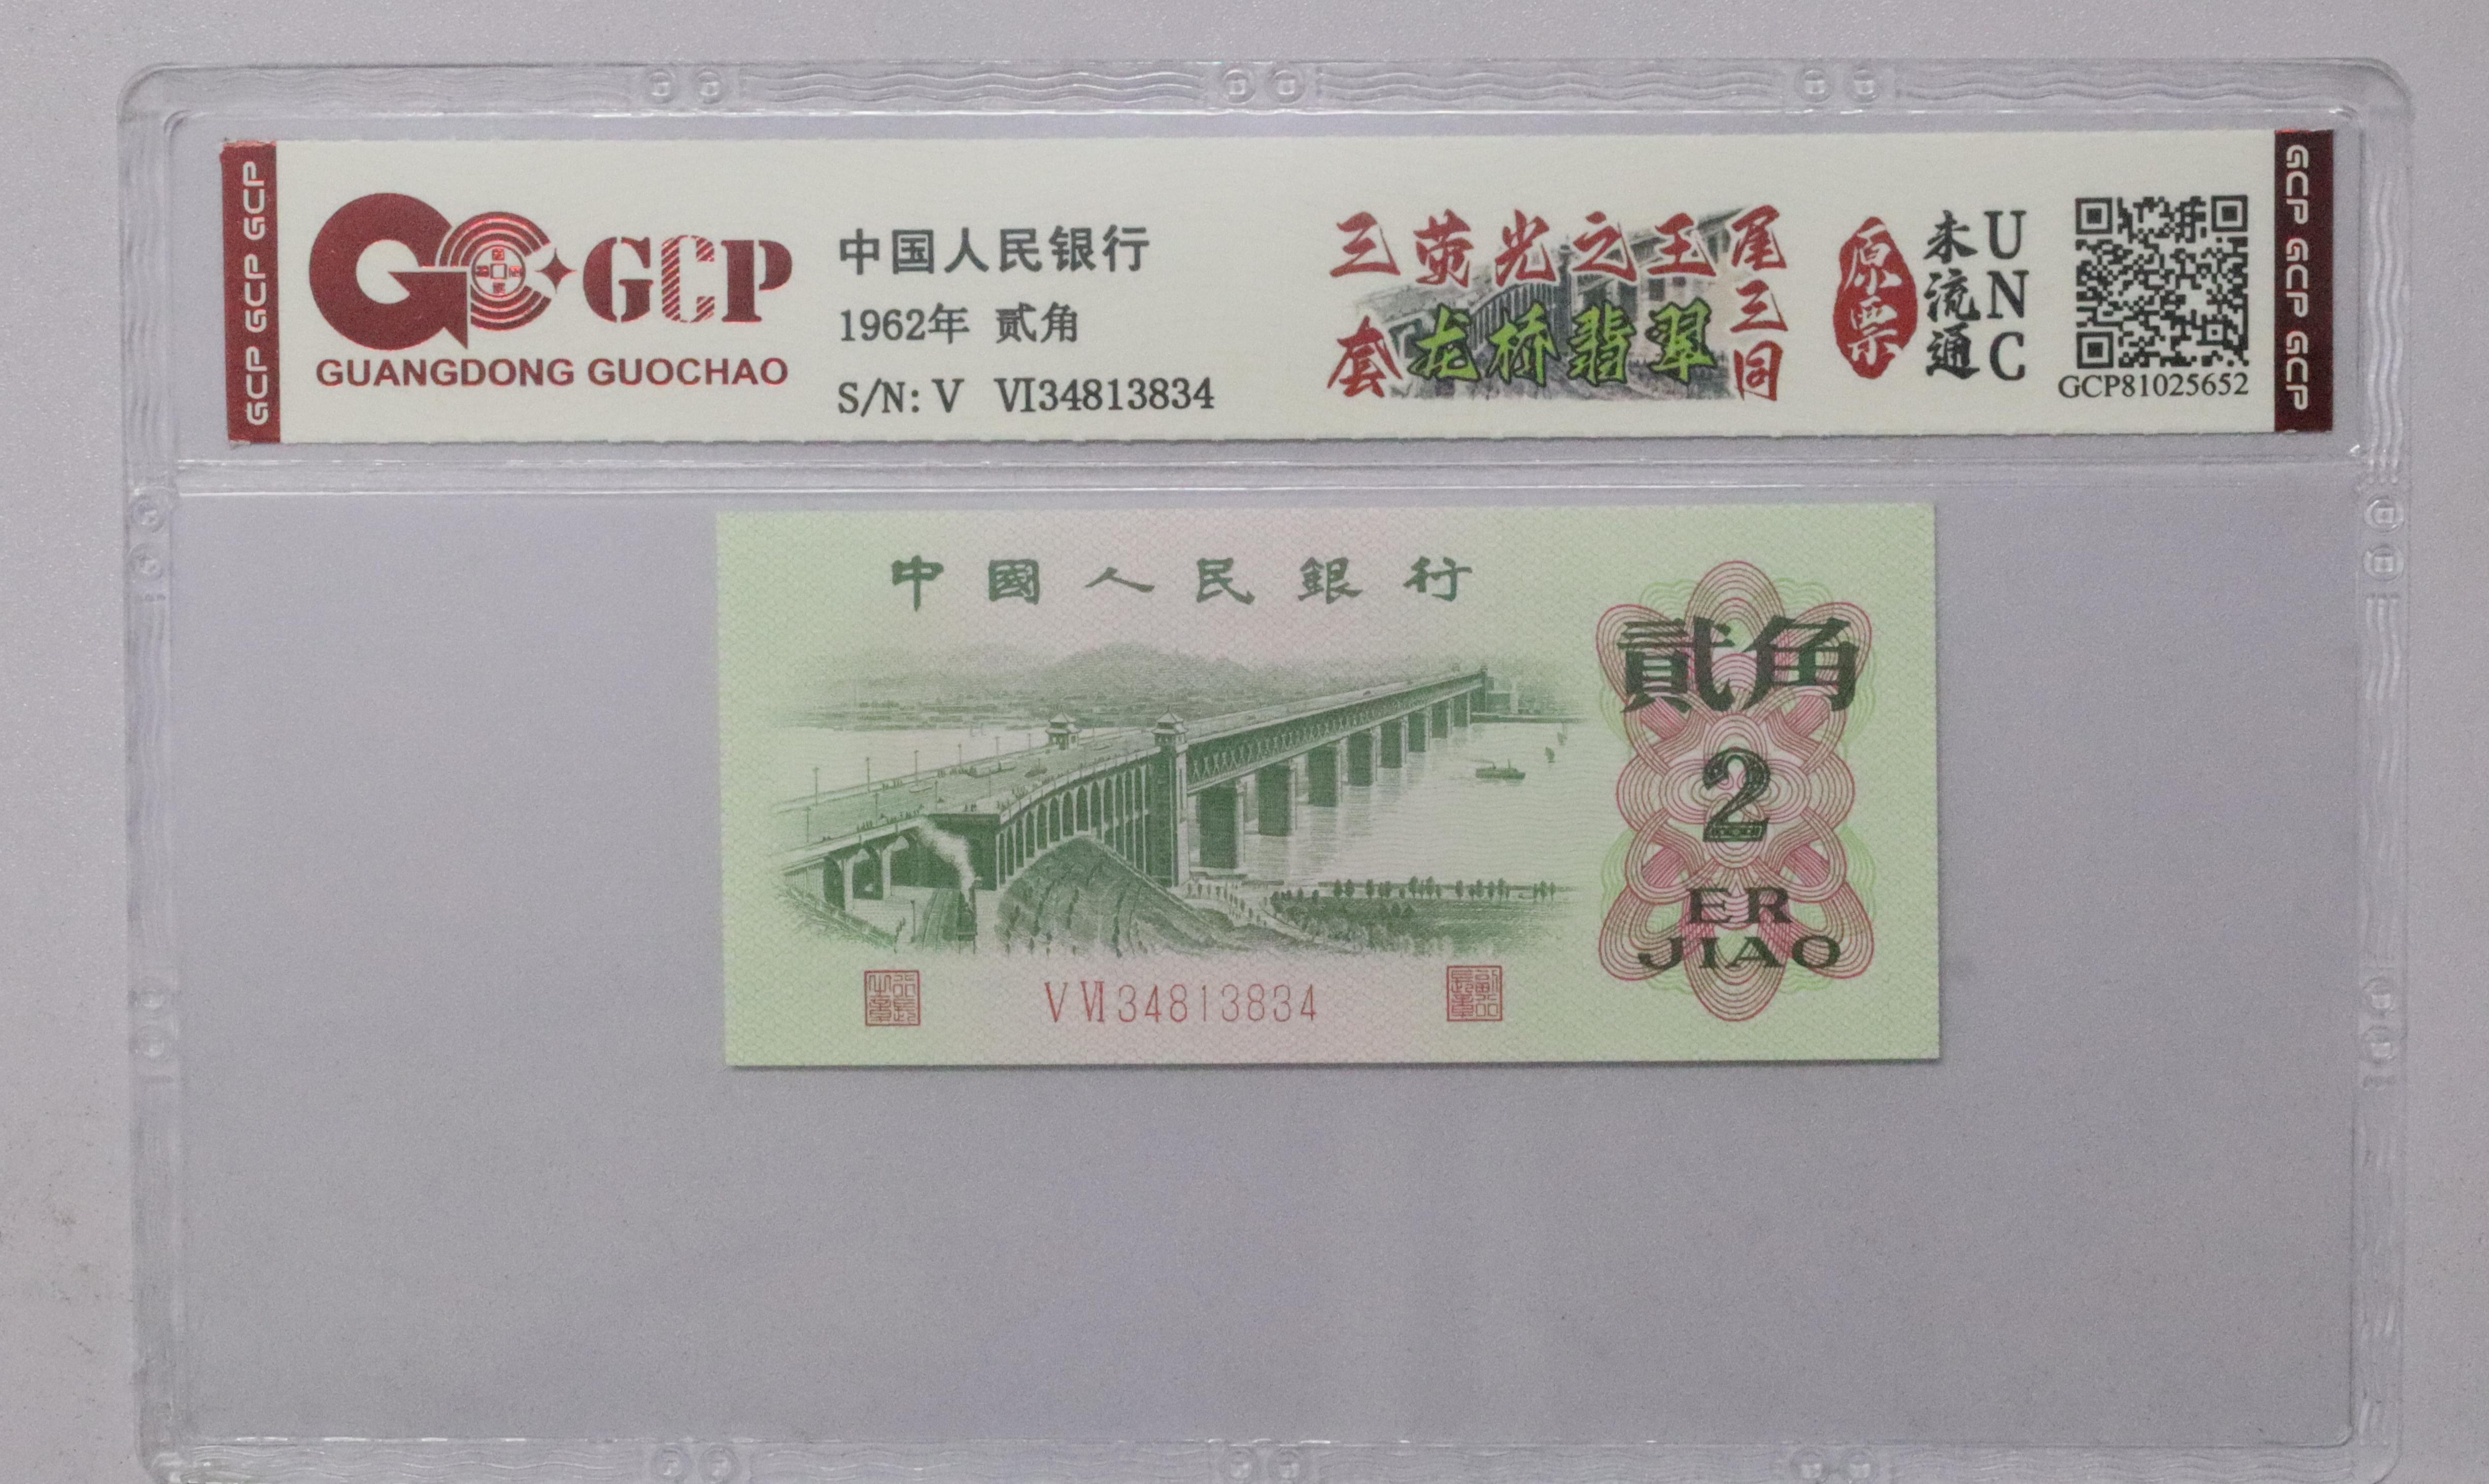 GCP GCP GCP
GCP
GUANGDONG GUOCHAO
中国人民银行
1962年 贰角
S/N: V VI34813834
三荧光之王
套龙桥翡翠
尾三同
原票
未流通
UNC
GCP81025652
GCP GCP GCP
中國人民銀行
貳角
2
ER
JIAO
V VI 34813834